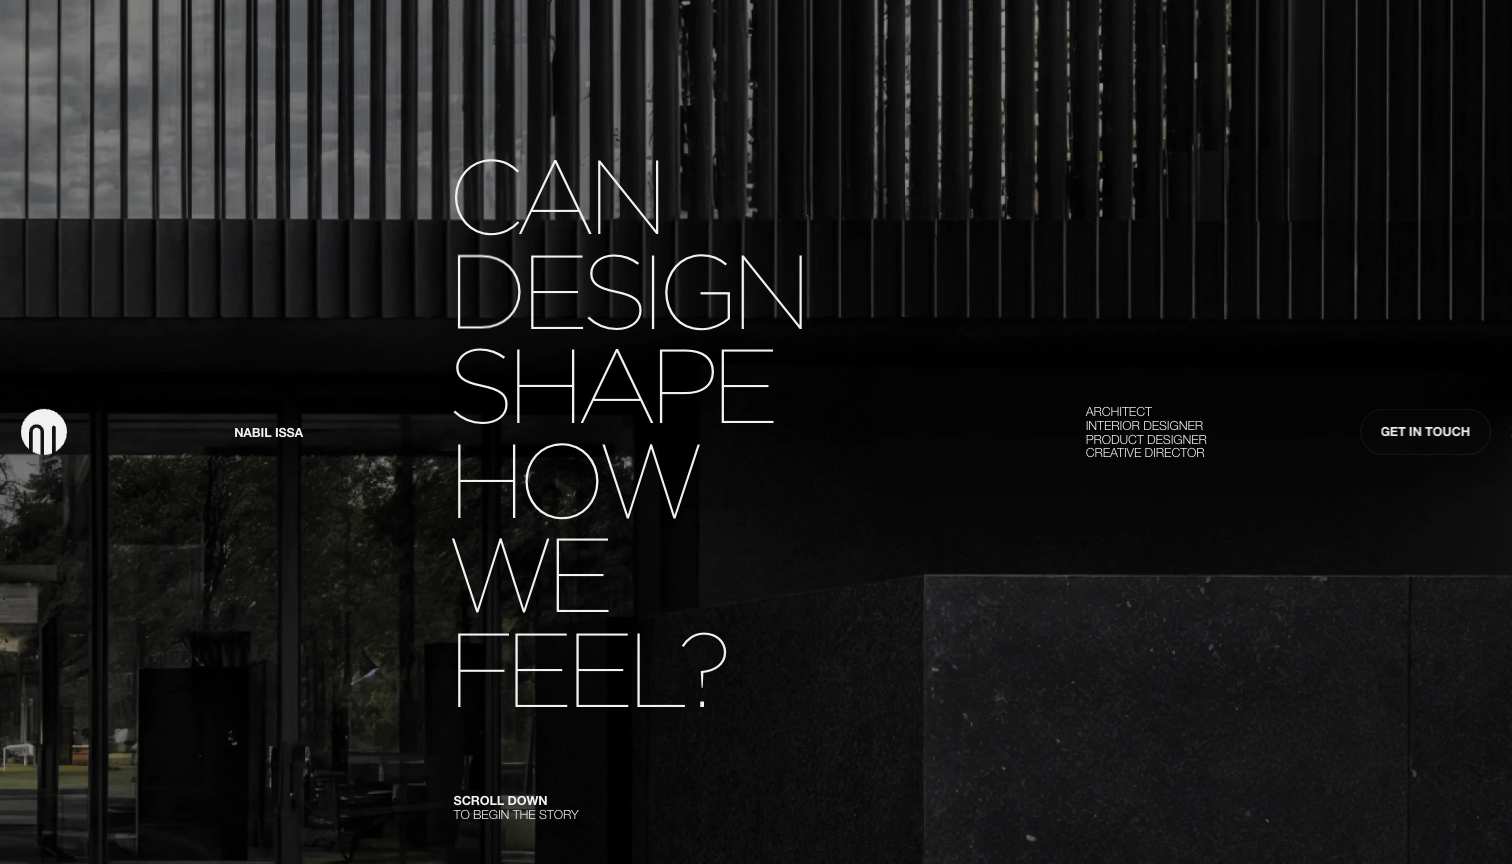 CAN
DESIGN
SHAPE
HOW
WE
FEEL?
NABIL ISSA
ARCHITECT
INTERIOR DESIGNER
PRODUCT DESIGNER
CREATIVE DIRECTOR
GET IN TOUCH
SCROLL DOWN
TO BEGIN THE STORY